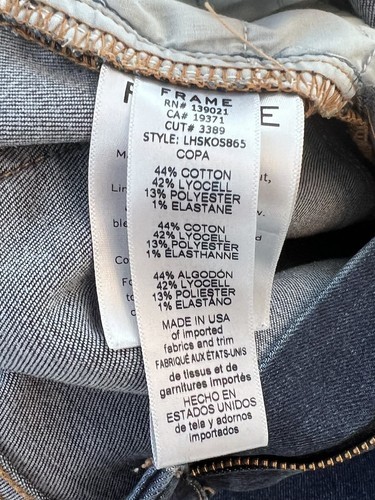 FRAME
RN# 139021
CA# 19371
CUT# 3389
STYLE: LHSKOS865
COPA
44% COTTON
42% LYOCELL
13% POLYESTER
1% ELASTANE
44% COTON
42% LYOCELL
13% POLYESTER
1% ÉLASTHANNE
44% ALGODÓN
42% LYOCELL
13% POLIESTER
1% ELASTANO
MADE IN USA
of imported
fabrics and trim
FABRIQUÉ AUX ÉTATS-UNIS
de tissus et de
garnitures importés
HECHO EN
ESTADOS UNIDOS
de tela y adornos
importados